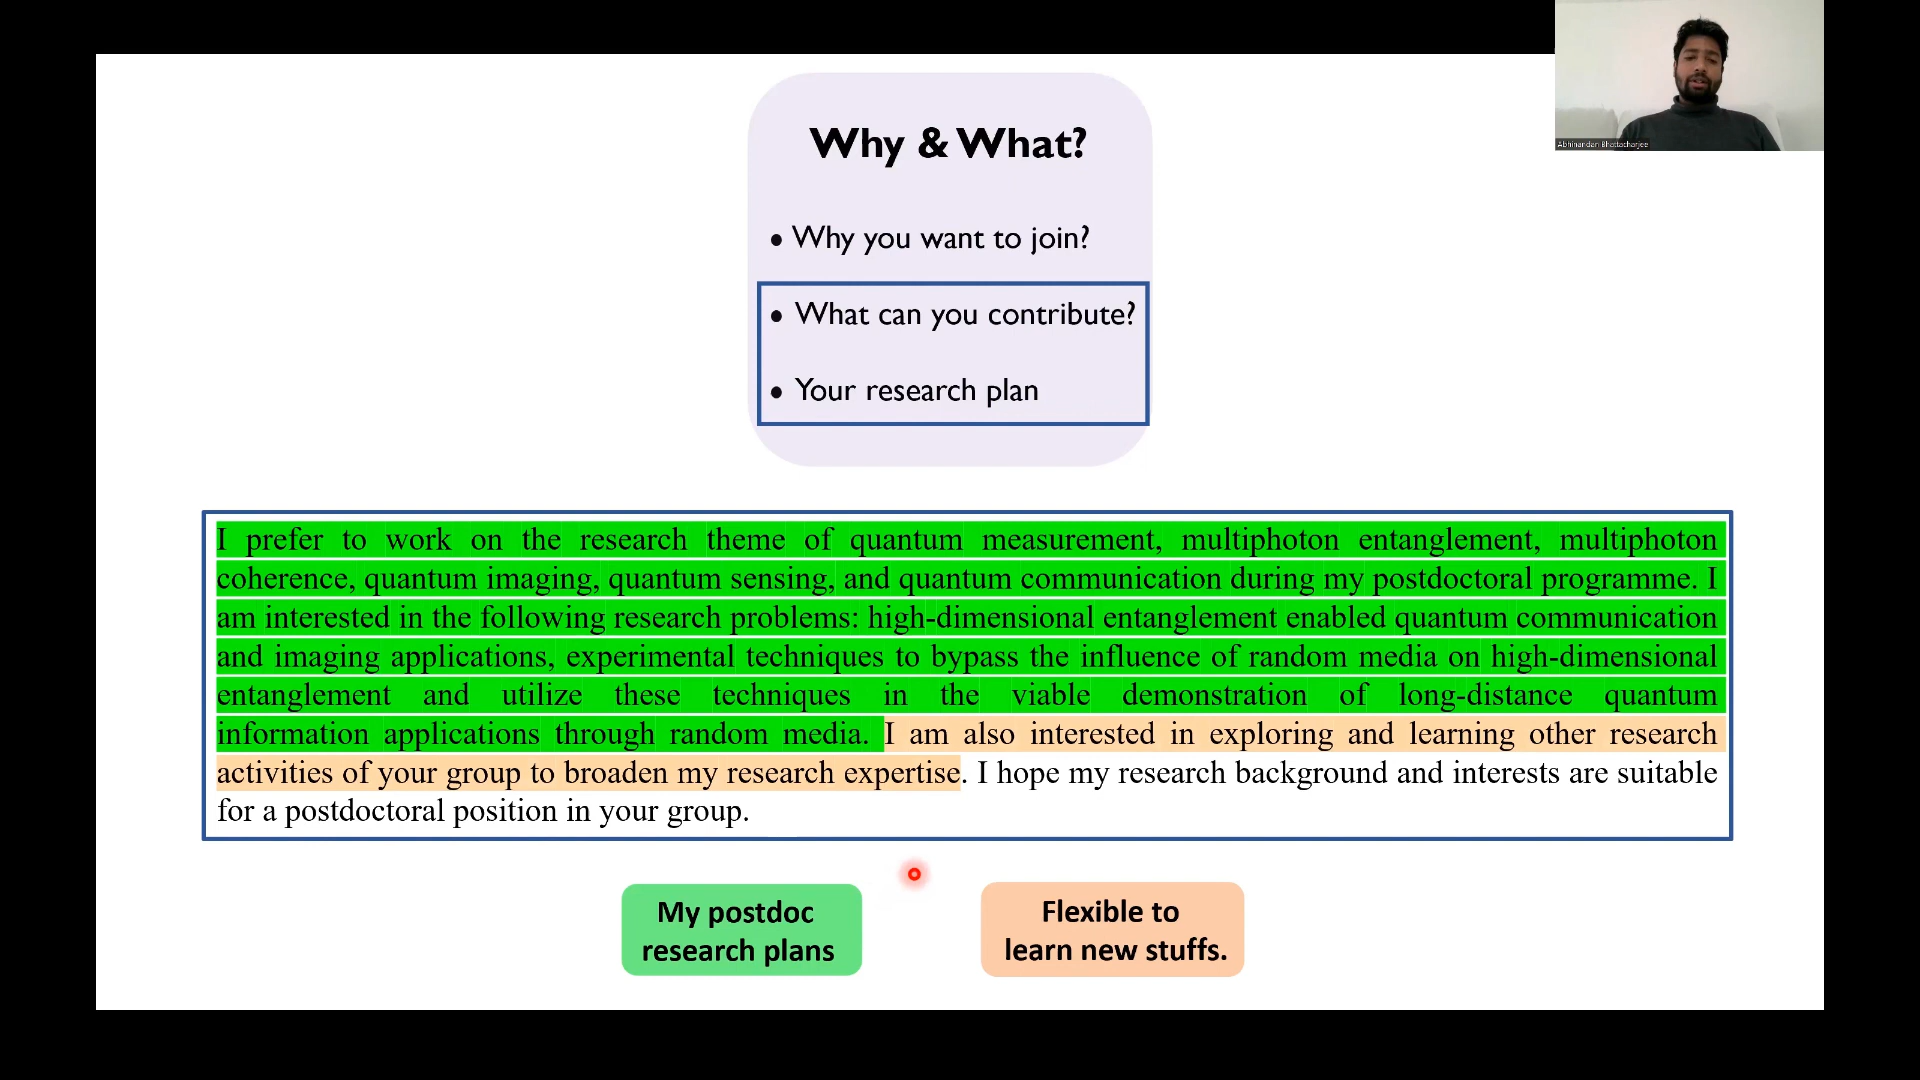 Abhinandan Bhattacharjee
Why & What?
• Why you want to join?
• What can you contribute?
• Your research plan
I prefer to work on the research theme of quantum measurement, multiphoton entanglement, multiphoton
coherence, quantum imaging, quantum sensing, and quantum communication during my postdoctoral programme. I
am interested in the following research problems: high-dimensional entanglement enabled quantum communication
and imaging applications, experimental techniques to bypass the influence of random media on high-dimensional
entanglement and utilize these techniques in the viable demonstration of long-distance quantum
information applications through random media. I am also interested in exploring and learning other research
activities of your group to broaden my research expertise. I hope my research background and interests are suitable
for a postdoctoral position in your group.
My postdoc
research plans
Flexible to
learn new stuffs.